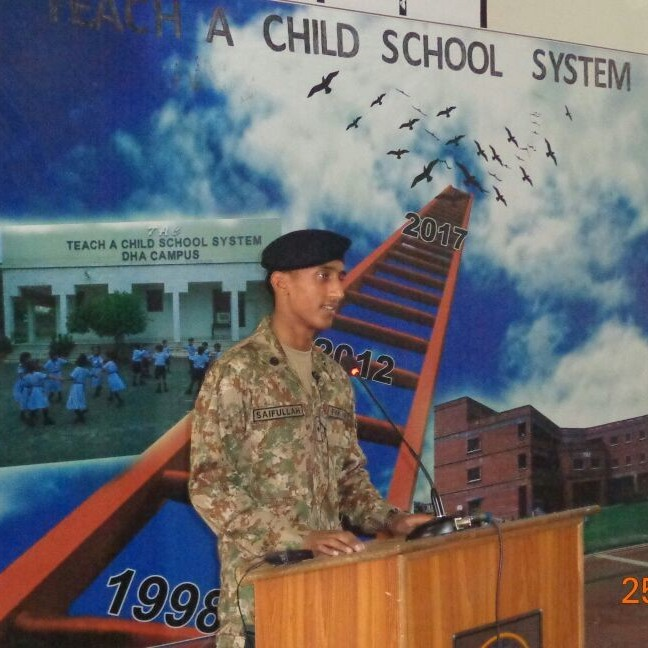 TEACH A CHILD SCHOOL SYSTEM
2017
THE
TEACH A CHILD SCHOOL SYSTEM
DHA CAMPUS
2012
SAIFULLAH
1998
25